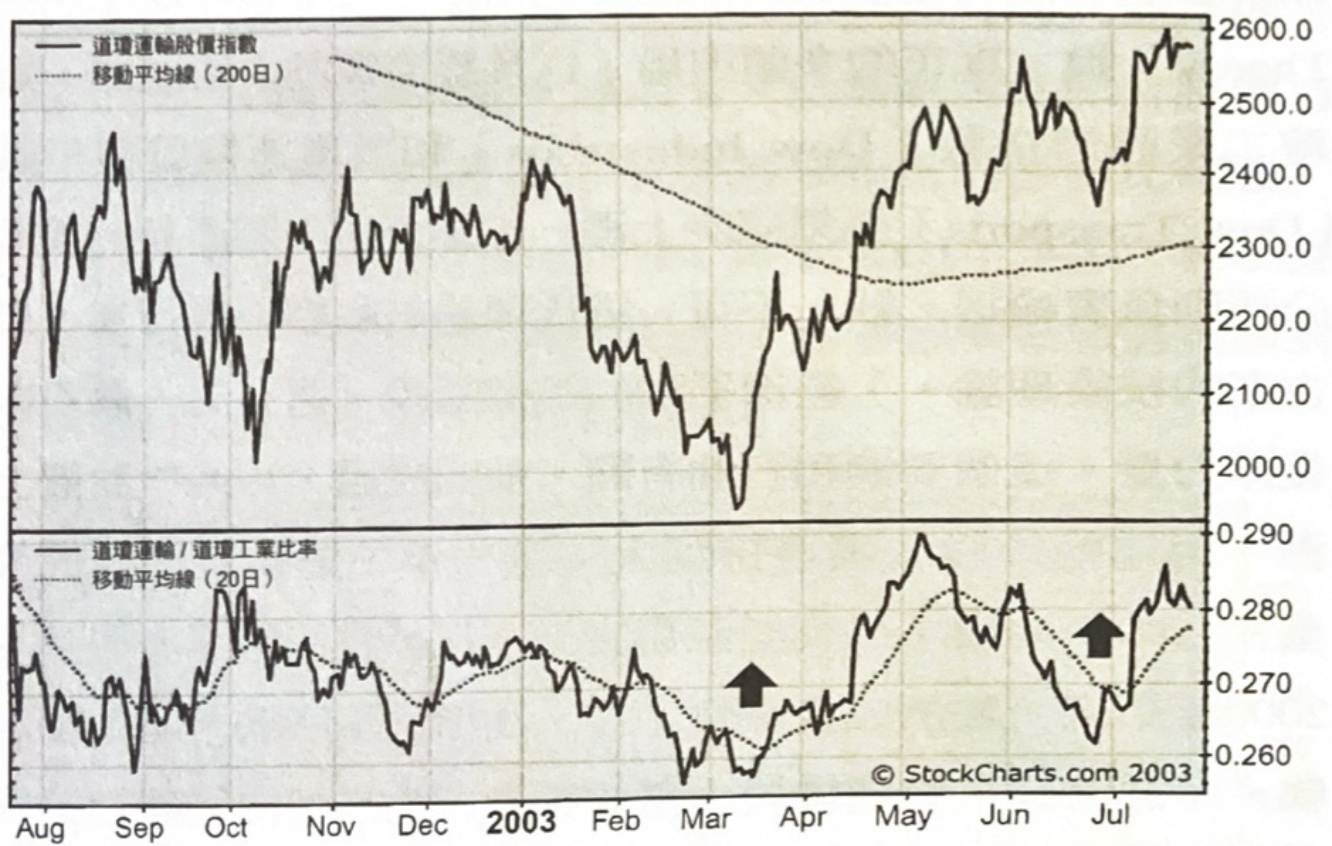 道瓊運輸股價指數
移動平均線（200日）
2600.0
2500.0
2400.0
2300.0
2200.0
2100.0
2000.0
道瓊運輸 / 道瓊工業比率
移動平均線（20日）
0.290
0.280
0.270
0.260
© StockCharts.com 2003
Aug Sep Oct Nov Dec 2003 Feb Mar Apr May Jun Jul